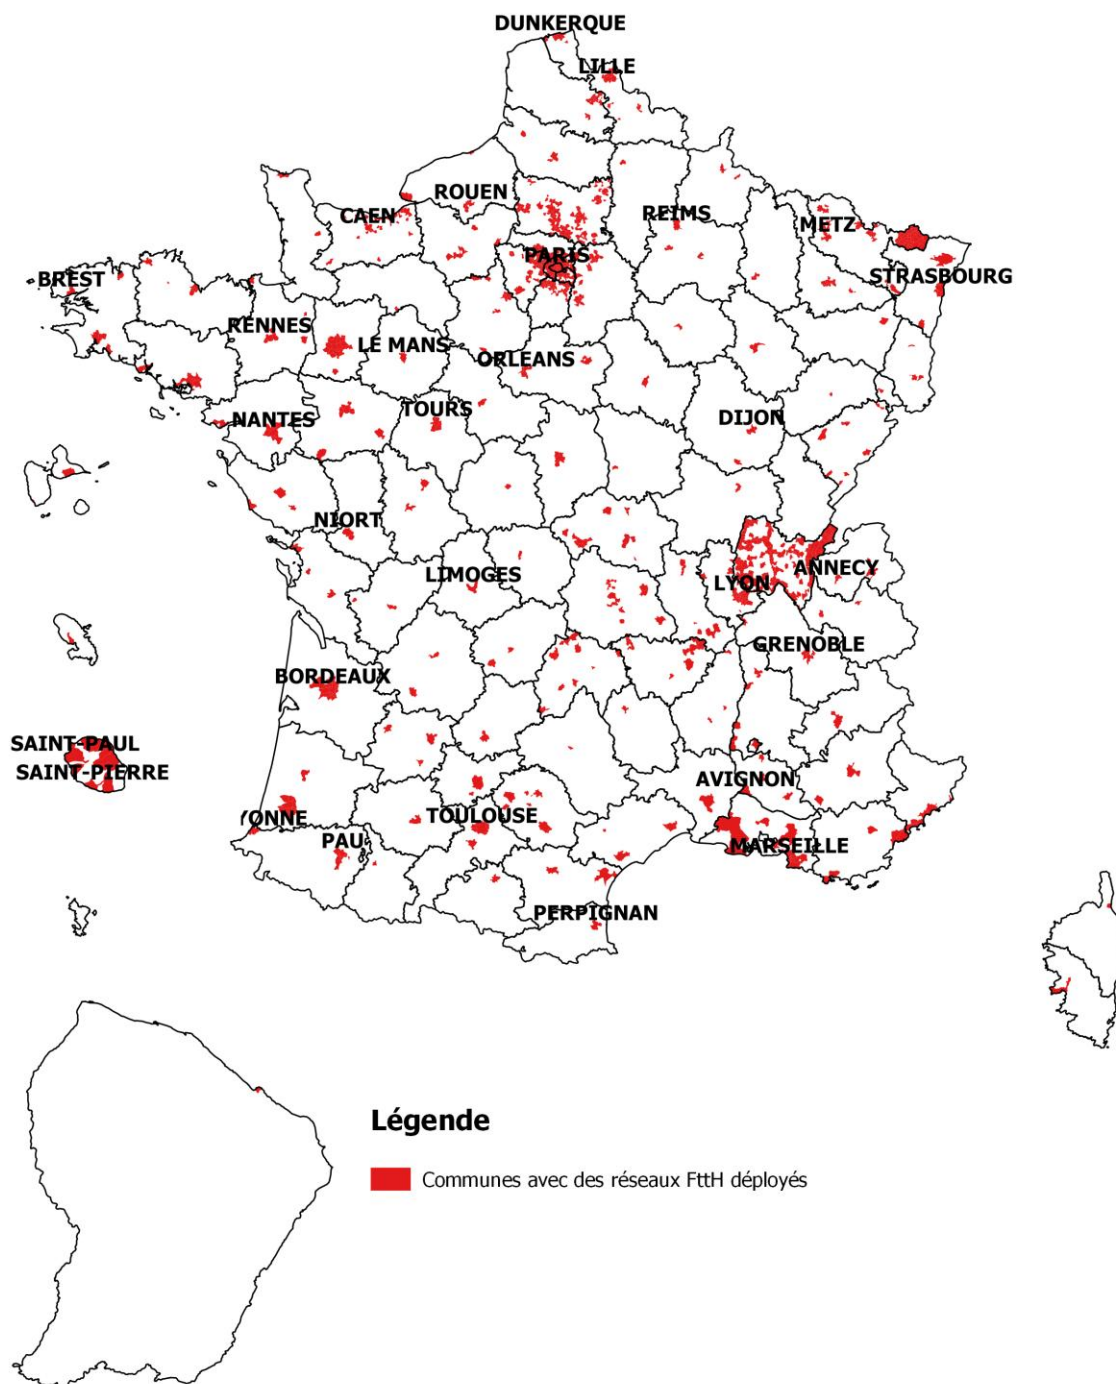 DUNKERQUE
LILLE
ROUEN
CAEN
REIMS
METZ
PARIS
BREST
STRASBOURG
RENNES
LE MANS
ORLEANS
TOURS
NANTES
DIJON
NIORT
LIMOGES
LYON
ANNECY
GRENOBLE
BORDEAUX
SAINT-PAUL
SAINT-PIERRE
AVIGNON
YONNE
TOULOUSE
PAU
MARSEILLE
PERPIGNAN
Légende
Communes avec des réseaux FttH déployés